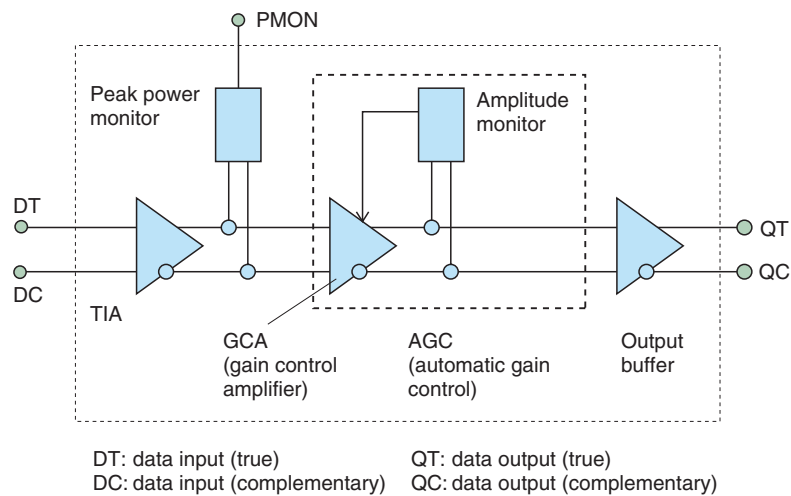 PMON
Peak power
monitor
Amplitude
monitor
DT
QT
DC
QC
TIA
GCA
(gain control
amplifier)
AGC
(automatic gain
control)
Output
buffer
DT: data input (true)
QT: data output (true)
DC: data input (complementary)
QC: data output (complementary)